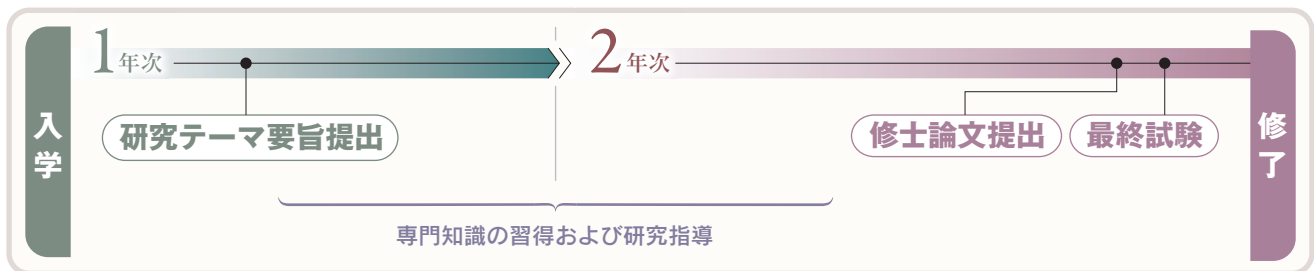 入学
1年次
2年次
研究テーマ要旨提出
修士論文提出
最終試験
専門知識の習得および研究指導
修了